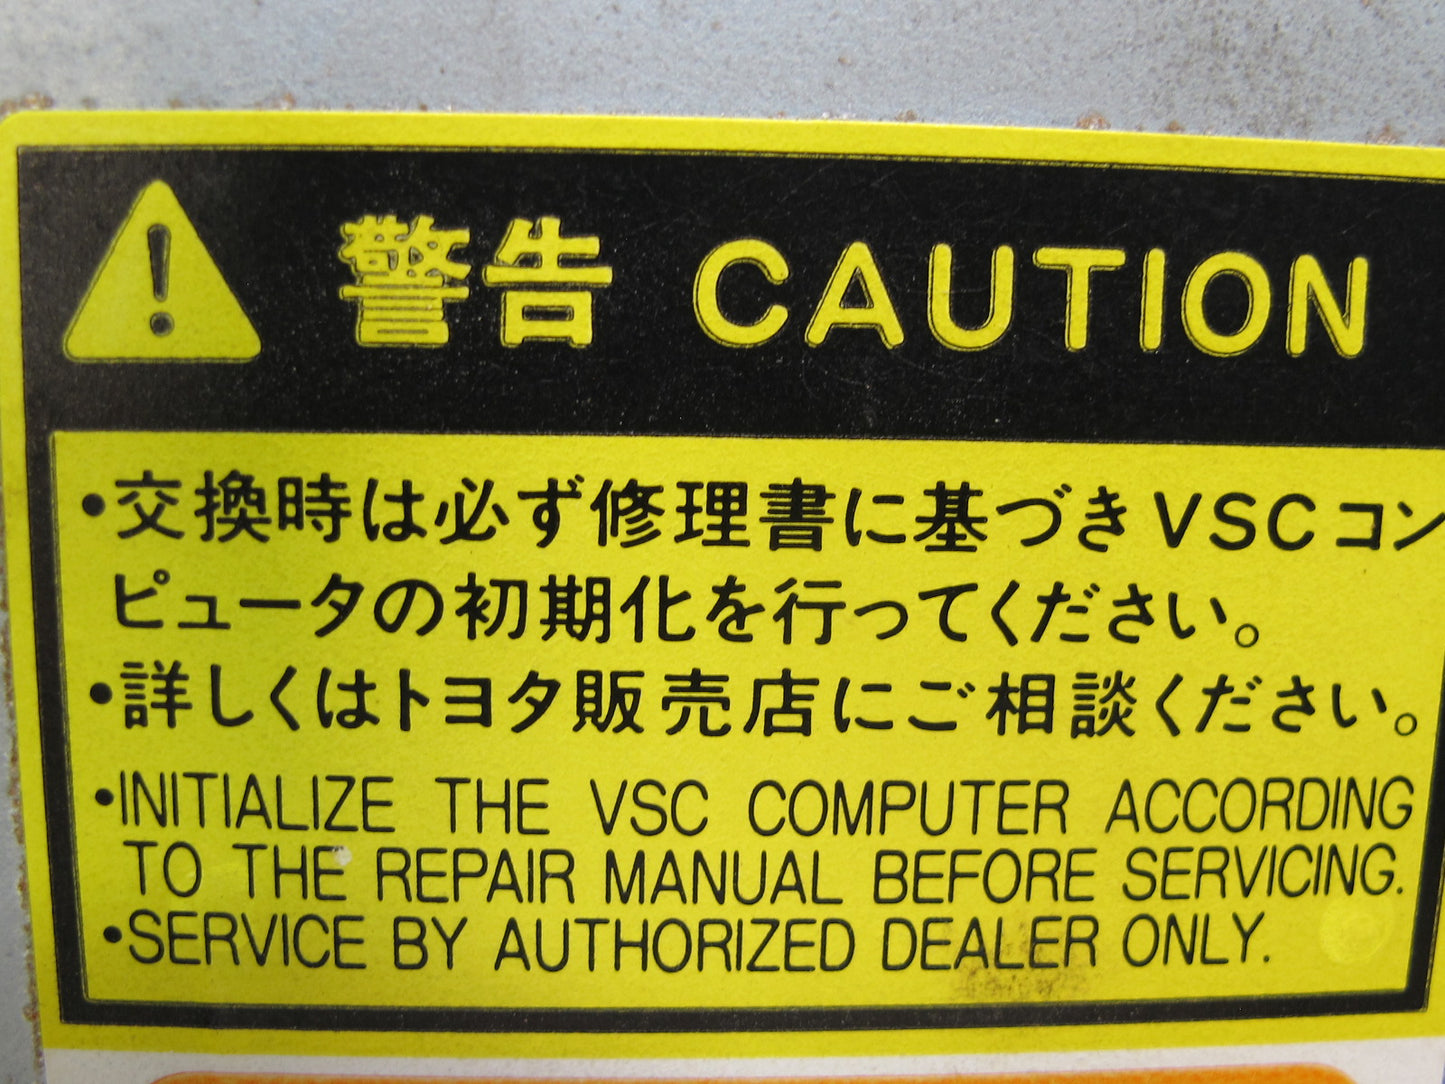 警告 CAUTION
•交換時は必ず修理書に基づきVSCコン
ピュータの初期化を行ってください。
•詳しくはトヨタ販売店にご相談ください。
•INITIALIZE THE VSC COMPUTER ACCORDING
TO THE REPAIR MANUAL BEFORE SERVICING.
•SERVICE BY AUTHORIZED DEALER ONLY.